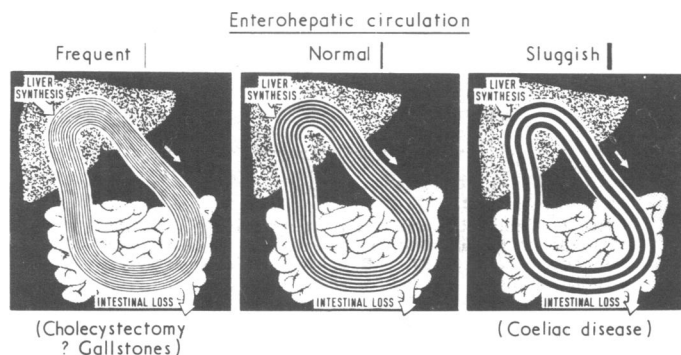 Enterohepatic circulation
Frequent
Normal
Sluggish
LIVER
SYNTHESIS
LIVER
SYNTHESIS
LIVER
SYNTHESIS
INTESTINAL LOSS
INTESTINAL LOSS
INTESTINAL LOSS
(Cholecystectomy
? Gallstones)
(Coeliac disease)